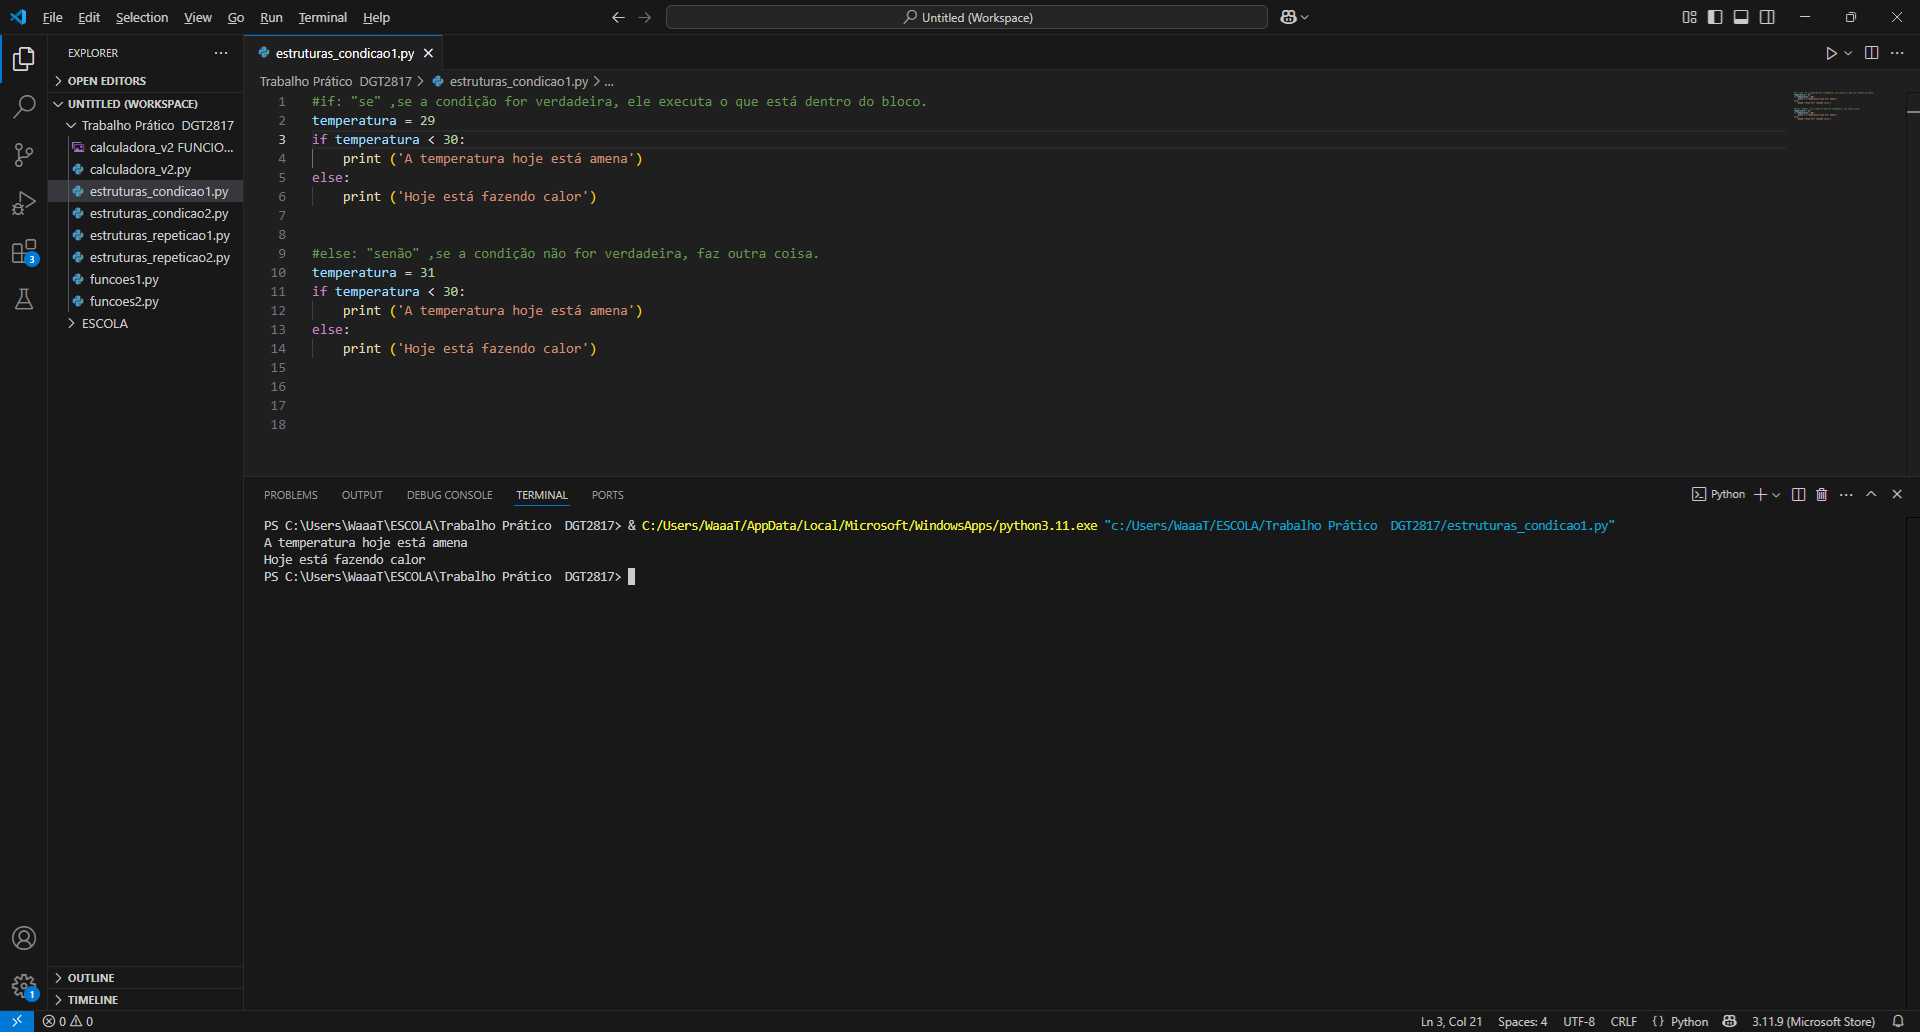 File Edit Selection View Go Run Terminal Help
Untitled (Workspace)
EXPLORER
OPEN EDITORS
UNTITLED (WORKSPACE)
Trabalho Prático  DGT2817
calculadora_v2 FUNCIO...
calculadora_v2.py
estruturas_condicao1.py
estruturas_condicao2.py
estruturas_repeticao1.py
estruturas_repeticao2.py
funcoes1.py
funcoes2.py
ESCOLA
OUTLINE
TIMELINE
3
1
estruturas_condicao1.py
Trabalho Prático  DGT2817 > estruturas_condicao1.py > ...
1 #if: "se" ,se a condição for verdadeira, ele executa o que está dentro do bloco.
2 temperatura = 29
3 if temperatura < 30:
4     print ('A temperatura hoje está amena')
5 else:
6     print ('Hoje está fazendo calor')
7
8
9 #else: "senão" ,se a condição não for verdadeira, faz outra coisa.
10 temperatura = 31
11 if temperatura < 30:
12     print ('A temperatura hoje está amena')
13 else:
14     print ('Hoje está fazendo calor')
15
16
17
18
PROBLEMS OUTPUT DEBUG CONSOLE TERMINAL PORTS
Python
PS C:\Users\WaaaT\ESCOLA\Trabalho Prático  DGT2817> & C:/Users/WaaaT/AppData/Local/Microsoft/WindowsApps/python3.11.exe "c:/Users/WaaaT/ESCOLA/Trabalho Prático  DGT2817/estruturas_condicao1.py"
A temperatura hoje está amena
Hoje está fazendo calor
PS C:\Users\WaaaT\ESCOLA\Trabalho Prático  DGT2817>
0 0
Ln 3, Col 21 Spaces: 4 UTF-8 CRLF {} Python 3.11.9 (Microsoft Store)